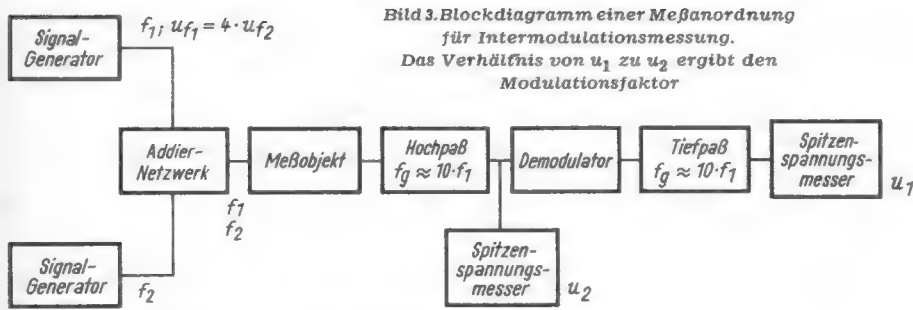 Bild 3. Blockdiagramm einer Meßanordnung
für Intermodulationsmessung.
Das Verhältnis von u1 zu u2 ergibt den
Modulationsfaktor
Signal-
Generator
f1; uf1 = 4·uf2
Addier-
Netzwerk
f1
f2
Meßobjekt
Hochpaß
fg ≈ 10·f1
Demodulator
Tiefpaß
fg ≈ 10·f1
Spitzen-
spannungs-
messer
u1
Signal-
Generator
f2
Spitzen-
spannungs-
messer
u2